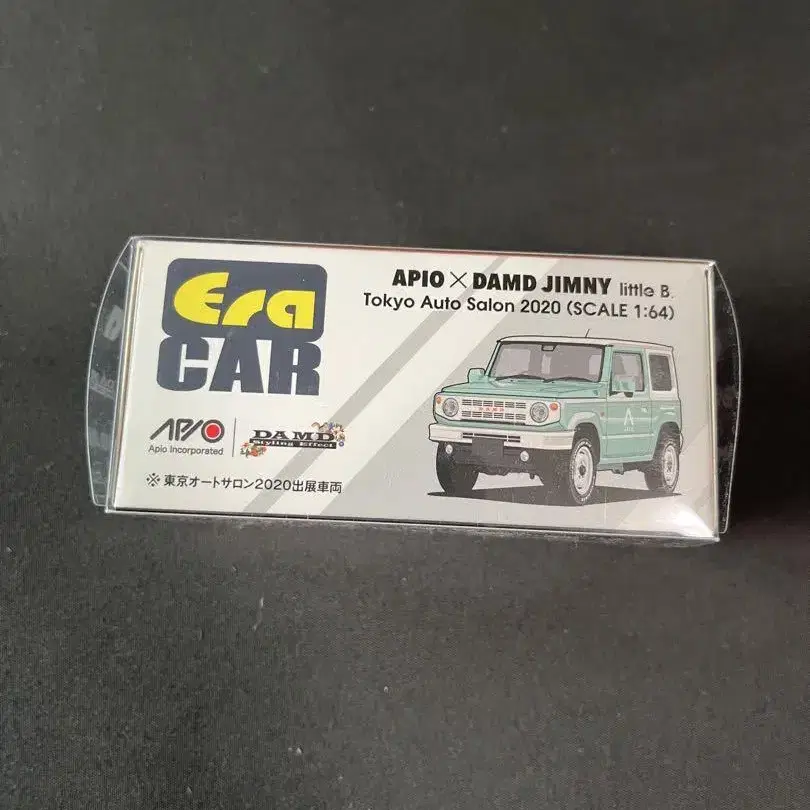 Era
CAR
APIO × DAMD JIMNY little B.
Tokyo Auto Salon 2020 (SCALE 1:64)
APIO
Apio Incorporated
DAMD
Styling Effect
DAMD
※ 東京オートサロン2020出展車両